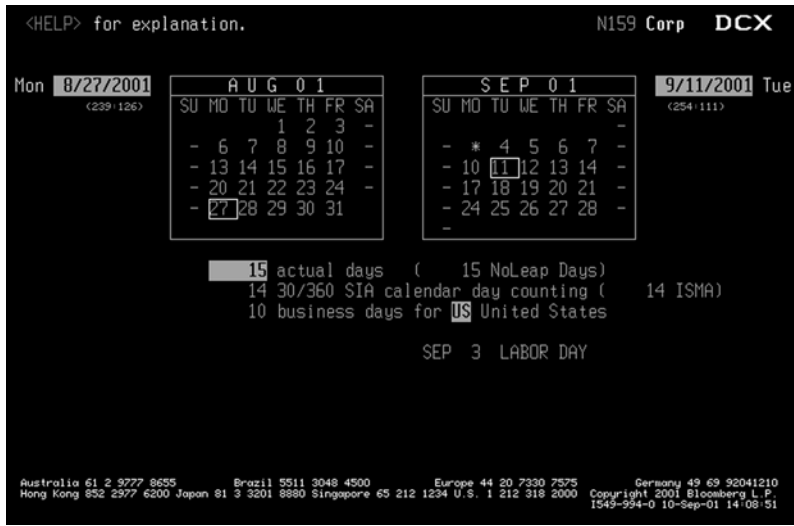 <HELP> for explanation. N159 Corp DCX
Mon 8/27/2001 AUG 01 SEP 01 9/11/2001 Tue
(239:126) SU MO TU WE TH FR SA SU MO TU WE TH FR SA (254:111)
1 2 3 - -
- 6 7 8 9 10 - - * 4 5 6 7 -
- 13 14 15 16 17 - - 10 11 12 13 14 -
- 20 21 22 23 24 - - 17 18 19 20 21 -
- 27 28 29 30 31 - 24 25 26 27 28 -
-
15 actual days ( 15 NoLeap Days)
14 30/360 SIA calendar day counting ( 14 ISMA)
10 business days for US United States
SEP 3 LABOR DAY
Australia 61 2 9777 8655 Brazil 5511 3048 4500 Europe 44 20 7330 7575 Germany 49 69 92041210
Hong Kong 852 2977 6200 Japan 81 3 3201 8880 Singapore 65 212 1234 U.S. 1 212 318 2000 Copyright 2001 Bloomberg L.P.
I549-994-0 10-Sep-01 14:08:51